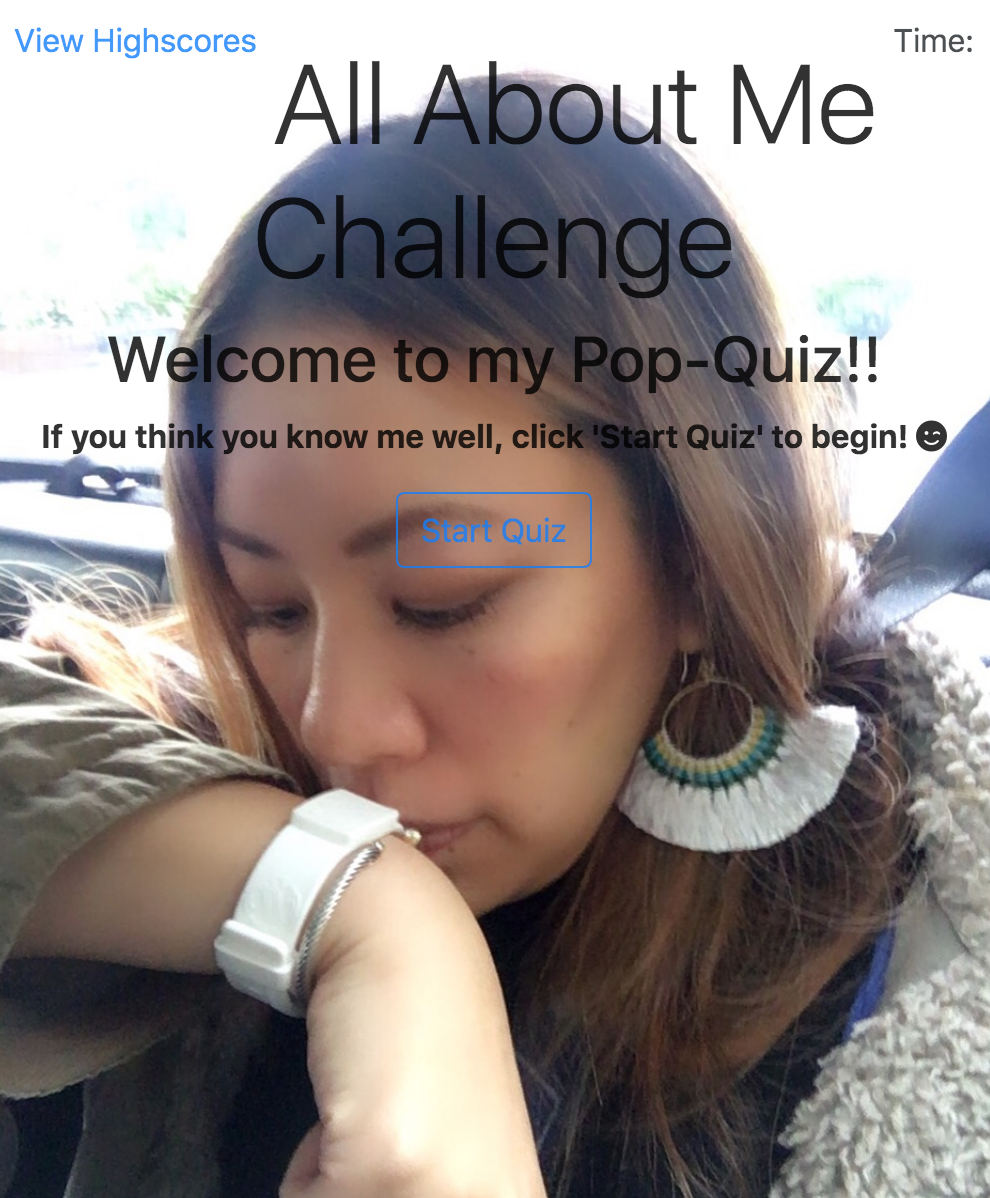 View Highscores
Time:
All About Me
Challenge
Welcome to my Pop-Quiz!!
If you think you know me well, click 'Start Quiz' to begin! 😉
Start Quiz